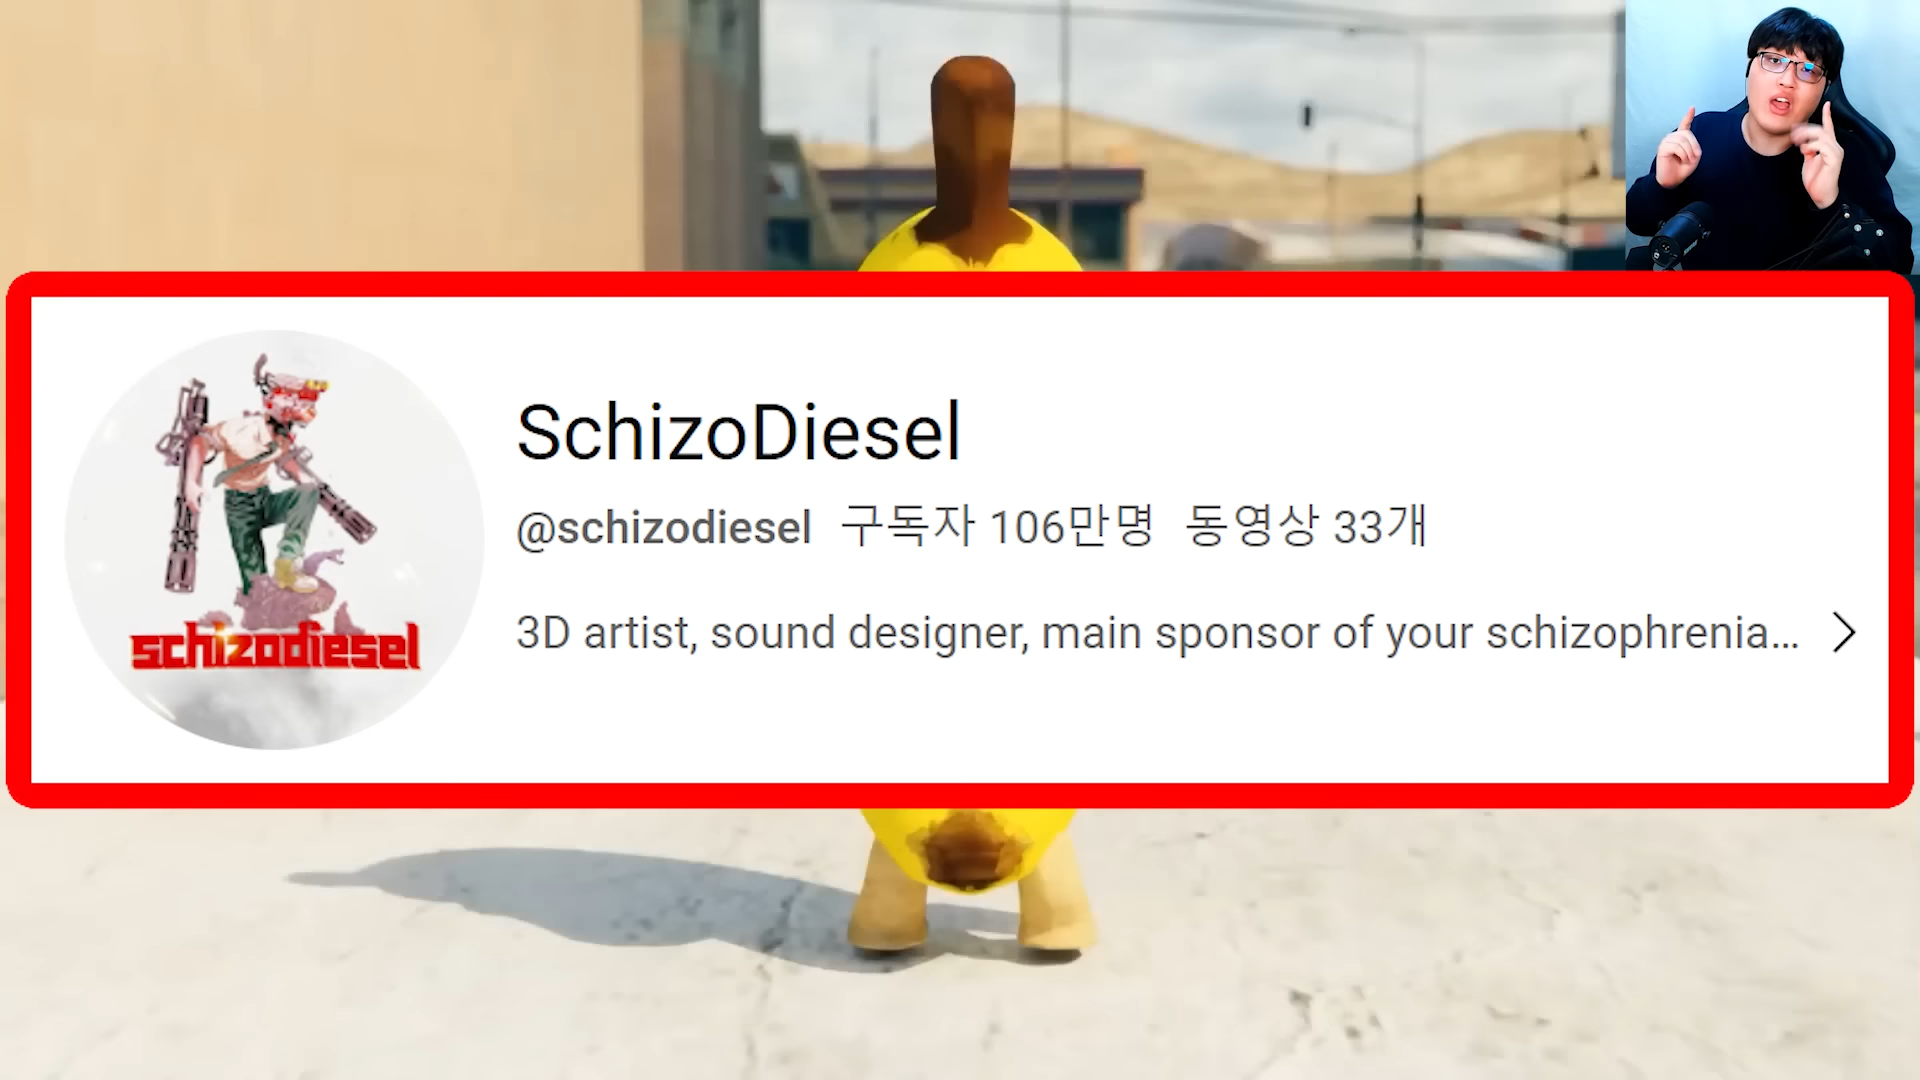 SchizoDiesel
@schizodiesel 구독자 106만명 동영상 33개
3D artist, sound designer, main sponsor of your schizophrenia...
schizodiesel